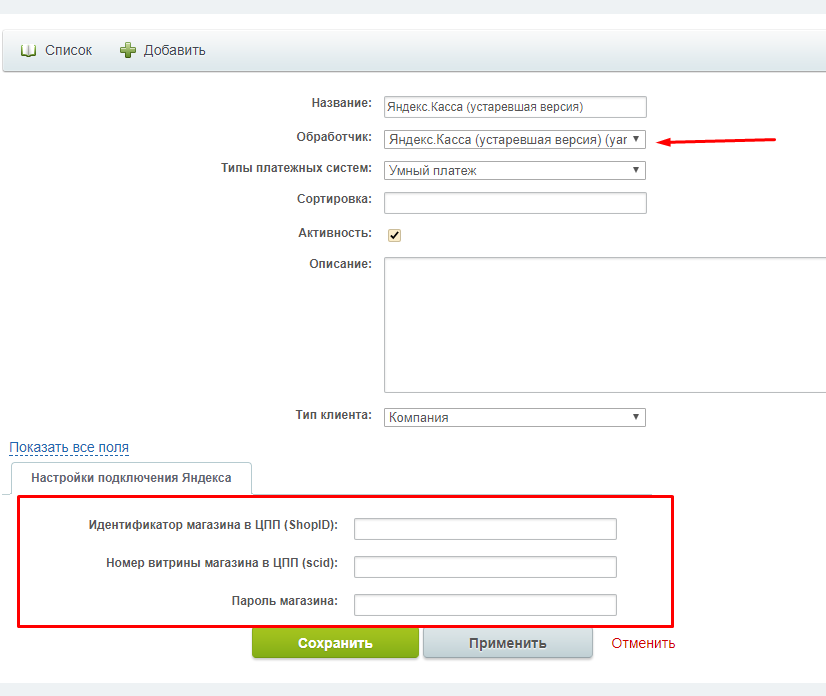 Список Добавить
Название: Яндекс.Касса (устаревшая версия)
Обработчик: Яндекс.Касса (устаревшая версия) (yar
Типы платежных систем: Умный платеж
Сортировка:
Активность:
Описание:
Тип клиента: Компания
Показать все поля
Настройки подключения Яндекса
Идентификатор магазина в ЦПП (ShopID):
Номер витрины магазина в ЦПП (scid):
Пароль магазина:
Сохранить Применить Отменить